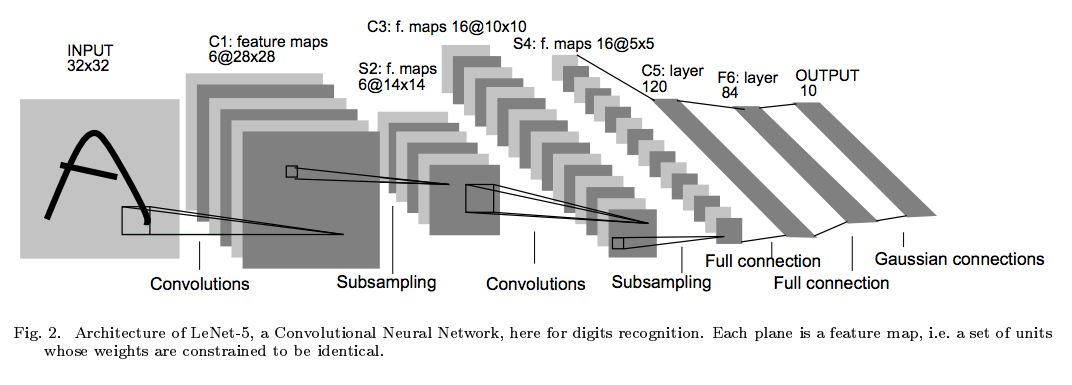 INPUT
32x32
C1: feature maps
6@28x28
S2: f. maps
6@14x14
C3: f. maps 16@10x10
S4: f. maps 16@5x5
C5: layer
120
F6: layer
84
OUTPUT
10
Convolutions
Subsampling
Convolutions
Subsampling
Full connection
Full connection
Gaussian connections
Fig. 2. Architecture of LeNet-5, a Convolutional Neural Network, here for digits recognition. Each plane is a feature map, i.e. a set of units
whose weights are constrained to be identical.